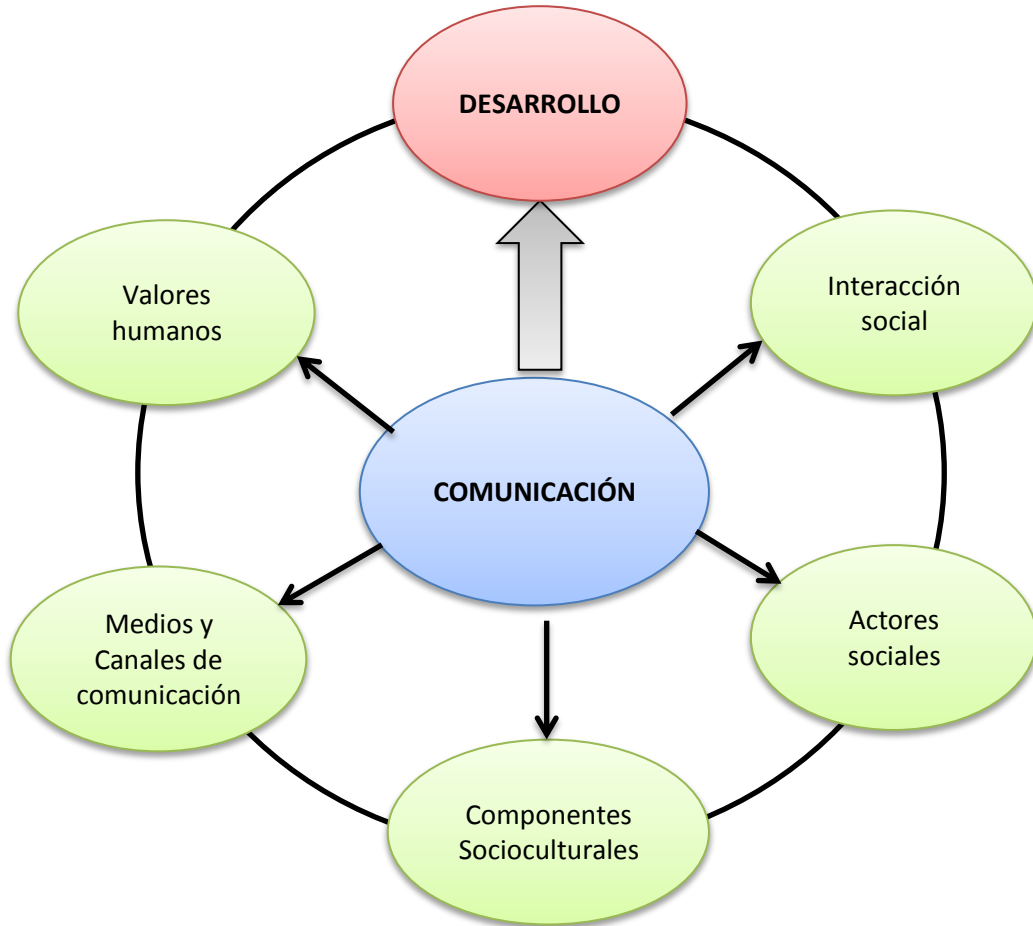 DESARROLLO
Valores
humanos
Interacción
social
COMUNICACIÓN
Medios y
Canales de
comunicación
Actores
sociales
Componentes
Socioculturales